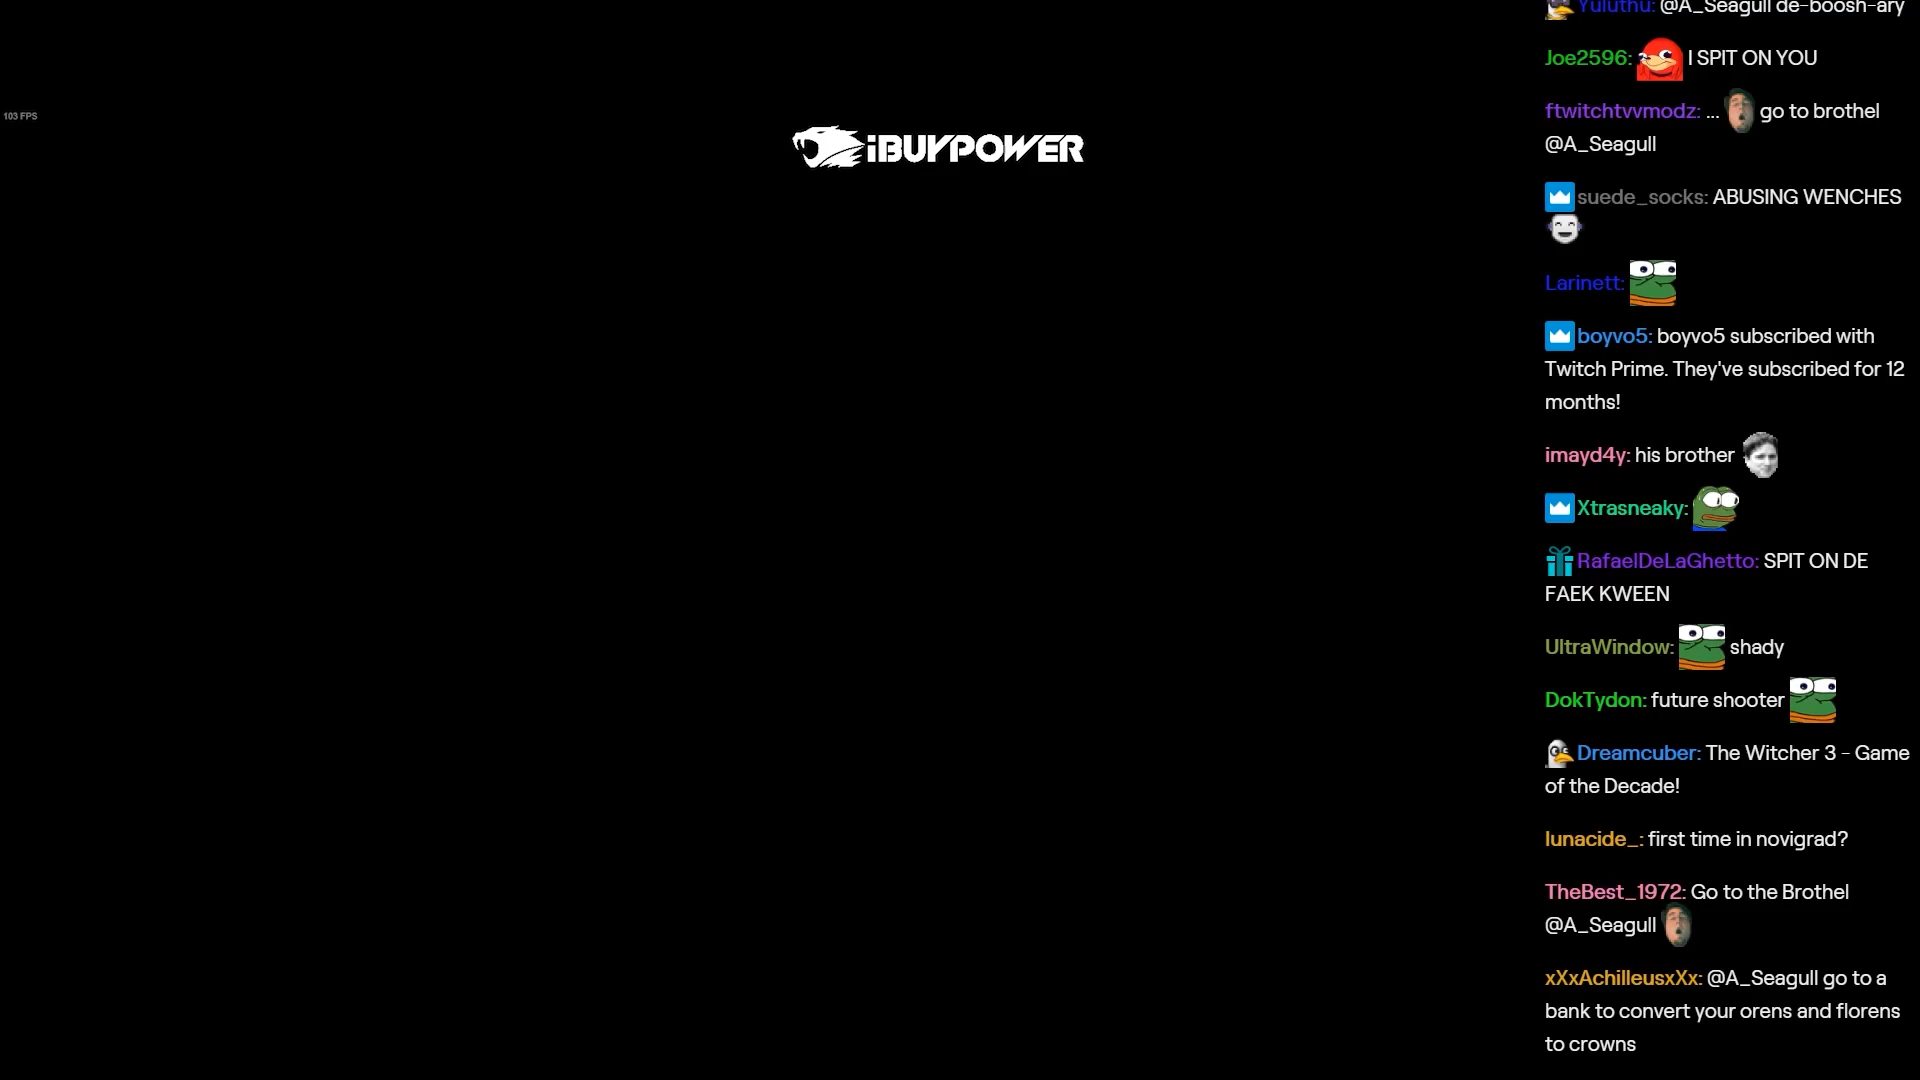 Yuluthu: @A_Seagull de-boosh-ary
Joe2596: I SPIT ON YOU
103 FPS
iBUYPOWER
ftwitchtvvmodz: ... go to brothel
@A_Seagull
suede_socks: ABUSING WENCHES
Larinett:
boyvo5: boyvo5 subscribed with
Twitch Prime. They've subscribed for 12
months!
imayd4y: his brother
Xtrasneaky:
RafaelDeLaGhetto: SPIT ON DE
FAEK KWEEN
UltraWindow: shady
DokTydon: future shooter
Dreamcuber: The Witcher 3 - Game
of the Decade!
lunacide_: first time in novigrad?
TheBest_1972: Go to the Brothel
@A_Seagull
xXxAchilleusxXx: @A_Seagull go to a
bank to convert your orens and florens
to crowns